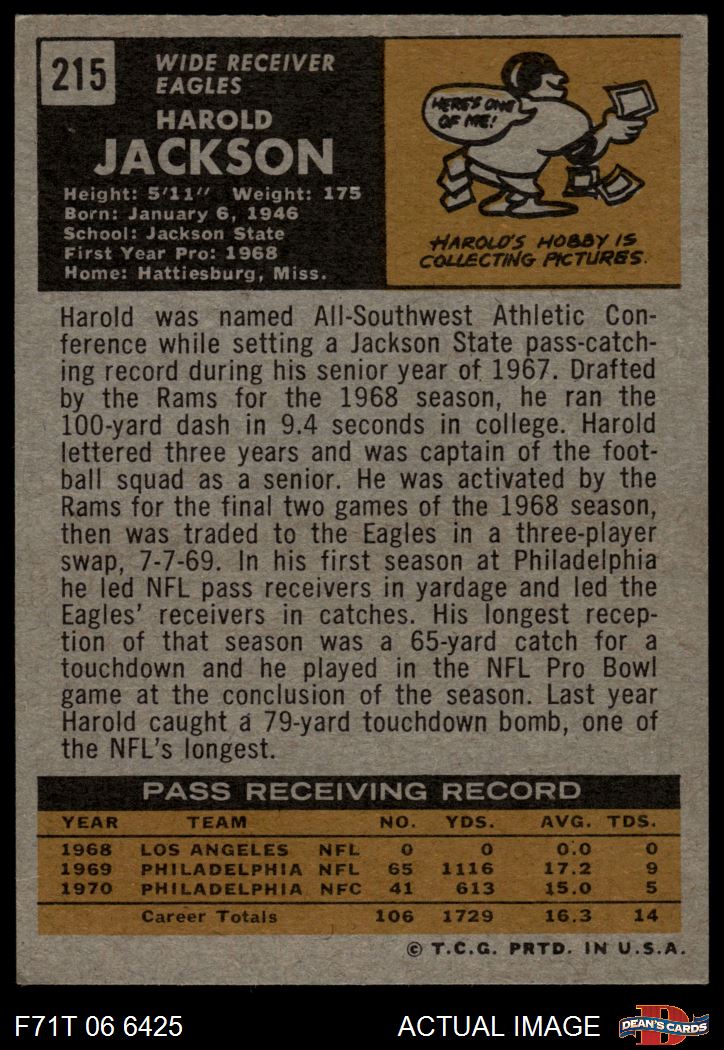 215
WIDE RECEIVER
EAGLES
HAROLD
JACKSON
Height: 5'11" Weight: 175
Born: January 6, 1946
School: Jackson State
First Year Pro: 1968
Home: Hattiesburg, Miss.
HERE'S ONE
OF ME!
HAROLD'S HOBBY IS
COLLECTING PICTURES.
Harold was named All-Southwest Athletic Con-
ference while setting a Jackson State pass-catch-
ing record during his senior year of 1967. Drafted
by the Rams for the 1968 season, he ran the
100-yard dash in 9.4 seconds in college. Harold
lettered three years and was captain of the foot-
ball squad as a senior. He was activated by the
Rams for the final two games of the 1968 season,
then was traded to the Eagles in a three-player
swap, 7-7-69. In his first season at Philadelphia
he led NFL pass receivers in yardage and led the
Eagles' receivers in catches. His longest recep-
tion of that season was a 65-yard catch for a
touchdown and he played in the NFL Pro Bowl
game at the conclusion of the season. Last year
Harold caught a 79-yard touchdown bomb, one of
the NFL's longest.
PASS RECEIVING RECORD
YEAR TEAM NO. YDS. AVG. TDS.
1968 LOS ANGELES NFL 0 0 0.0 0
1969 PHILADELPHIA NFL 65 1116 17.2 9
1970 PHILADELPHIA NFC 41 613 15.0 5
Career Totals 106 1729 16.3 14
© T.C.G. PRTD. IN U.S.A.
F71T 06 6425 ACTUAL IMAGE D DEAN'S CARDS